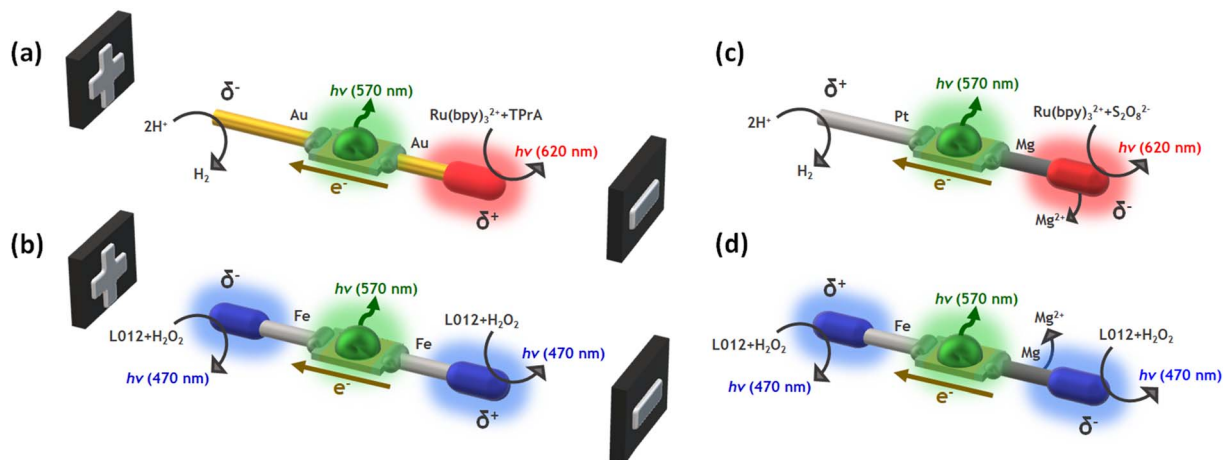 (a)
δ⁻
Au
hν (570 nm)
Au
Ru(bpy)₃²⁺+TPrA
hν (620 nm)
2H⁺
H₂
e⁻
δ⁺
(b)
δ⁻
Fe
hν (570 nm)
Fe
L012+H₂O₂
L012+H₂O₂
hν (470 nm)
hν (470 nm)
e⁻
δ⁺
(c)
δ⁺
Pt
hν (570 nm)
Mg
Ru(bpy)₃²⁺+S₂O₈²⁻
hν (620 nm)
2H⁺
H₂
e⁻
Mg²⁺
δ⁻
(d)
δ⁺
Fe
hν (570 nm)
Mg²⁺
Mg
L012+H₂O₂
L012+H₂O₂
hν (470 nm)
hν (470 nm)
e⁻
δ⁻